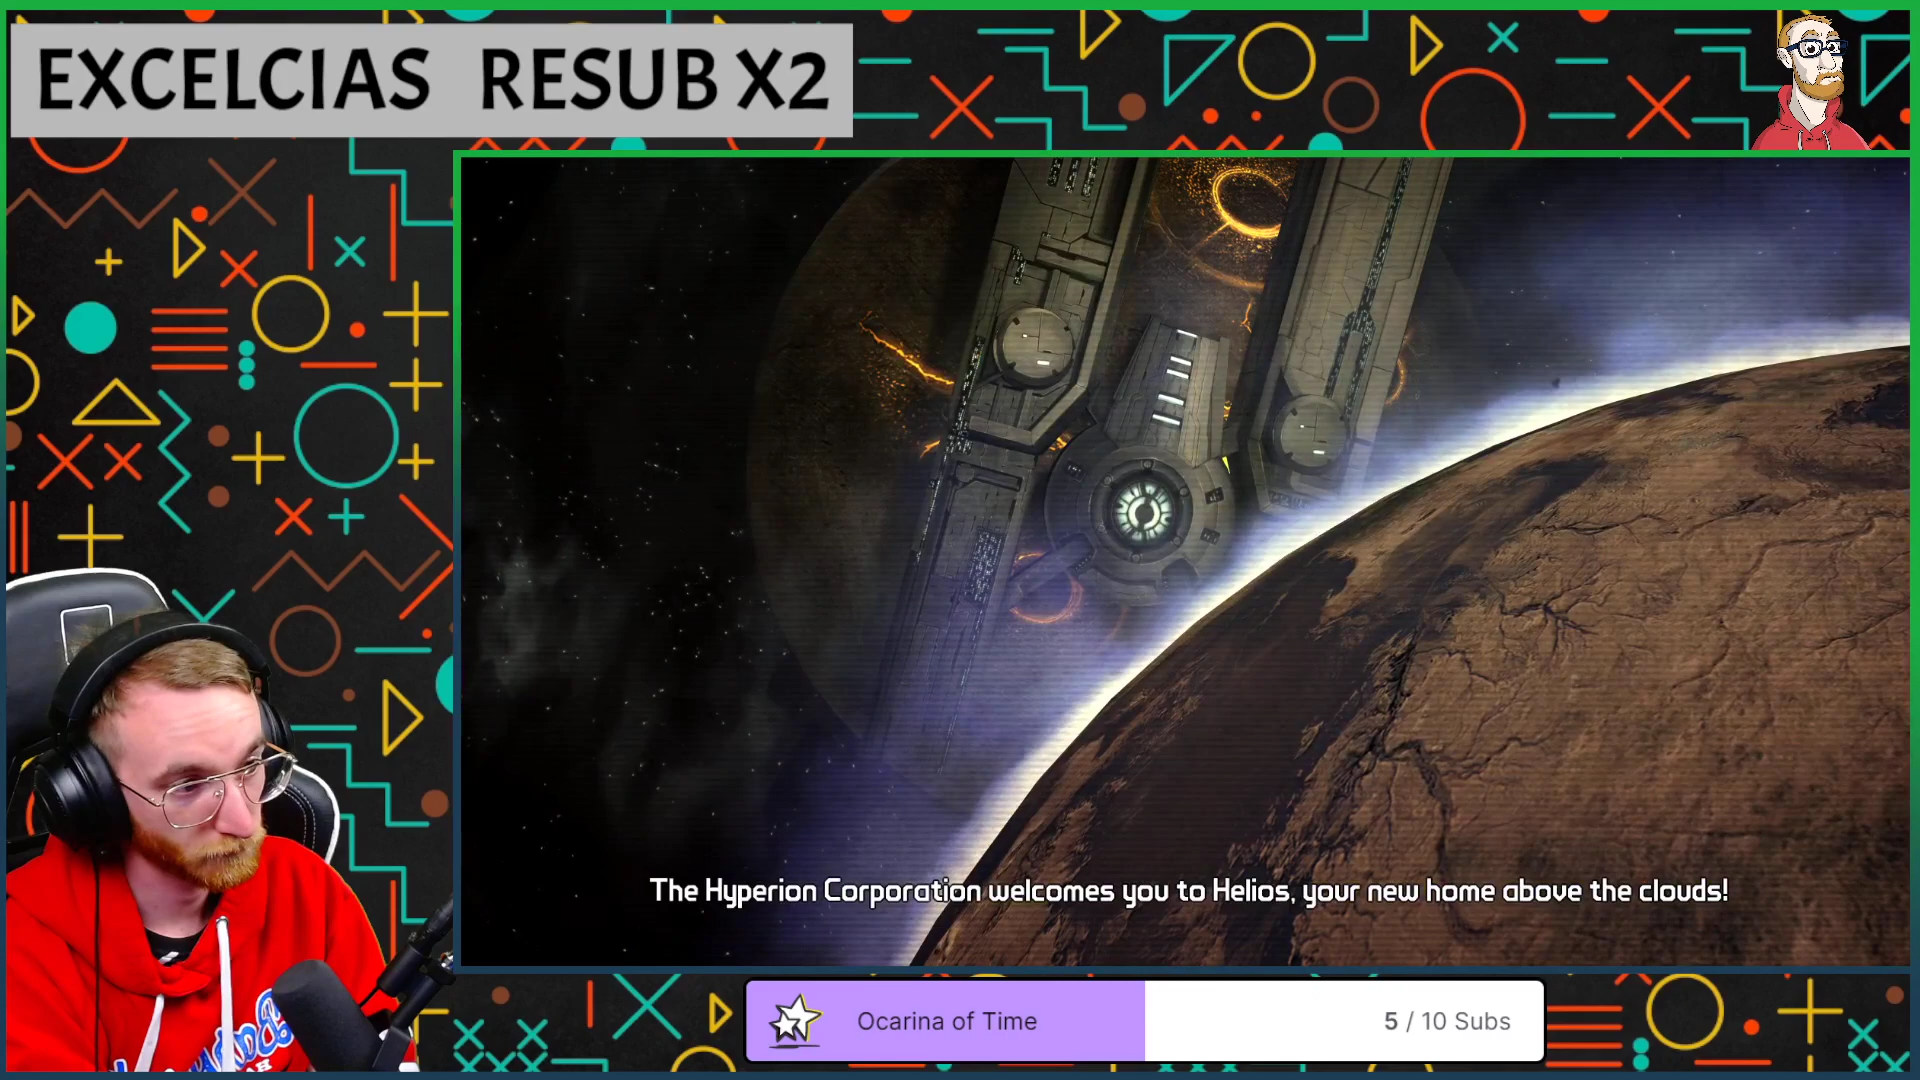 EXCELCIAS RESUB X2
The Hyperion Corporation welcomes you to Helios, your new home above the clouds!
Ocarina of Time 5 / 10 Subs